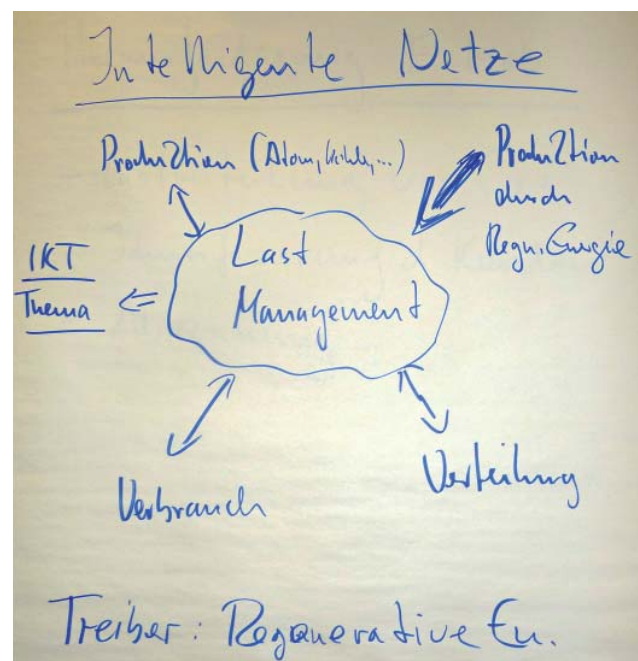 Intelligente Netze
Produktion (Atom, Kohle,...)
Produktion
durch
Regn. Energie
IKT
Thema
Last
Management
Verbrauch
Verteilung
Treiber: Regenerative En.